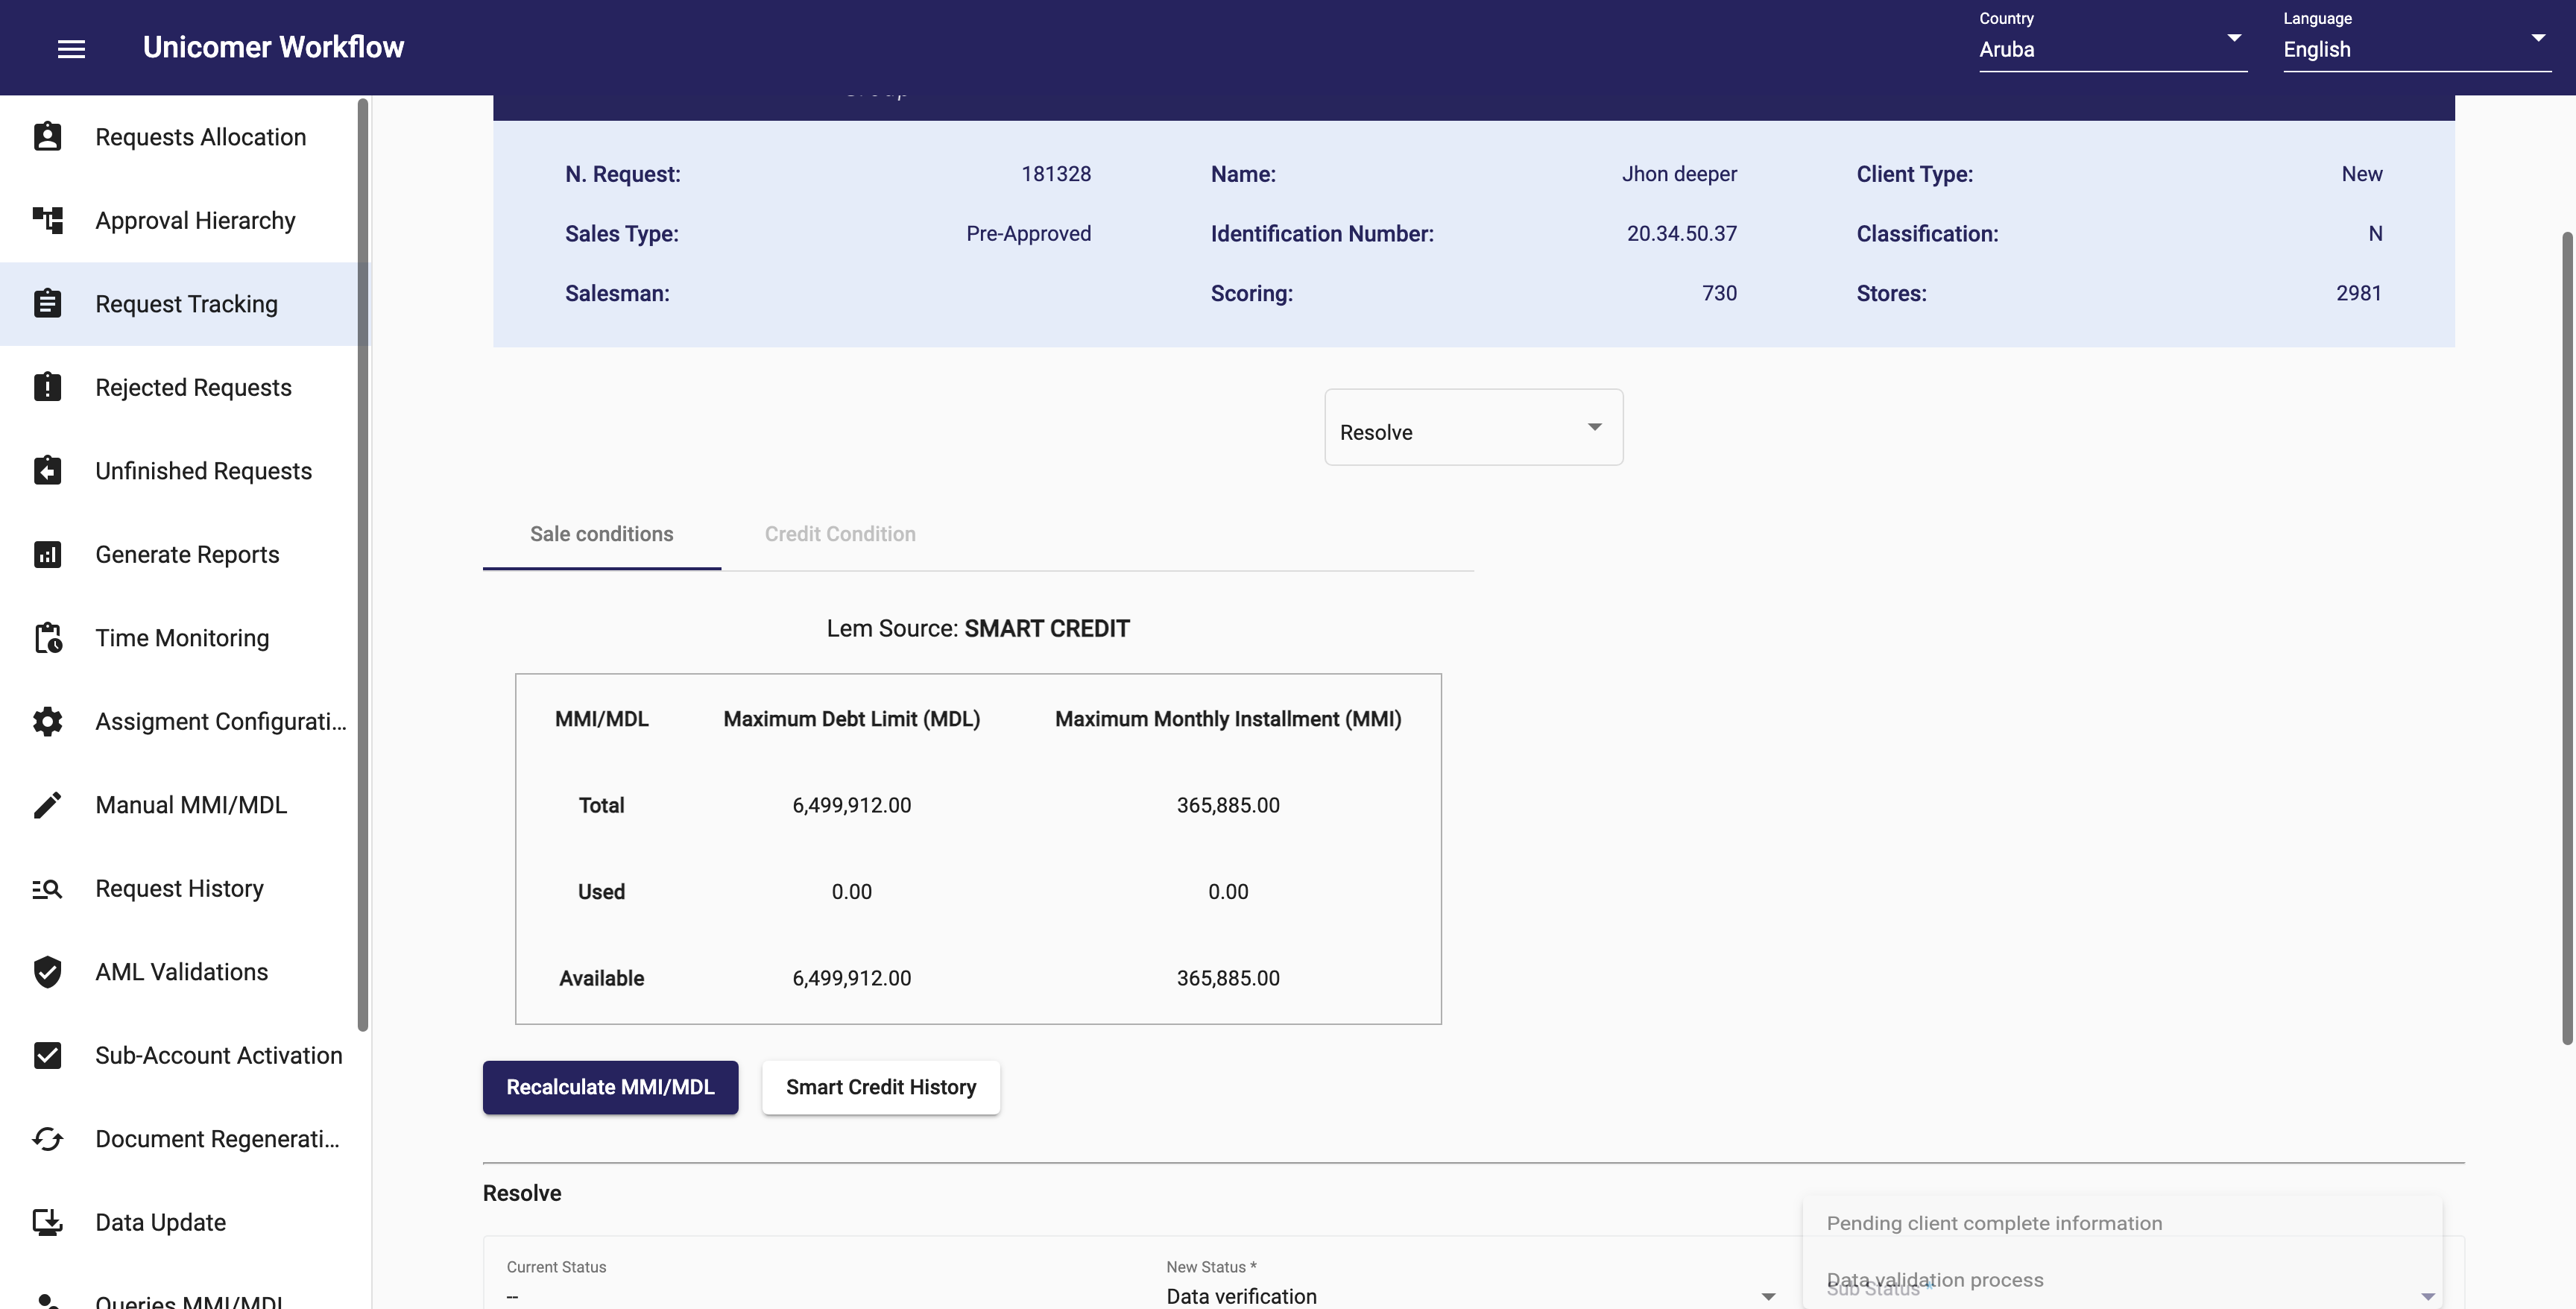 Unicomer Workflow
Country
Aruba
Language
English
Requests Allocation
Approval Hierarchy
Request Tracking
Rejected Requests
Unfinished Requests
Generate Reports
Time Monitoring
Assigment Configurati...
Manual MMI/MDL
Request History
AML Validations
Sub-Account Activation
Document Regenerati...
Data Update
Queries MMI/MDL
N. Request: 181328 Name: Jhon deeper Client Type: New
Sales Type: Pre-Approved Identification Number: 20.34.50.37 Classification: N
Salesman: Scoring: 730 Stores: 2981
Resolve
Sale conditions Credit Condition
Lem Source: SMART CREDIT
MMI/MDL Maximum Debt Limit (MDL) Maximum Monthly Installment (MMI)
Total 6,499,912.00 365,885.00
Used 0.00 0.00
Available 6,499,912.00 365,885.00
Recalculate MMI/MDL Smart Credit History
Resolve
Current Status
--
New Status *
Data verification
Pending client complete information
Data validation process
Sub Status *